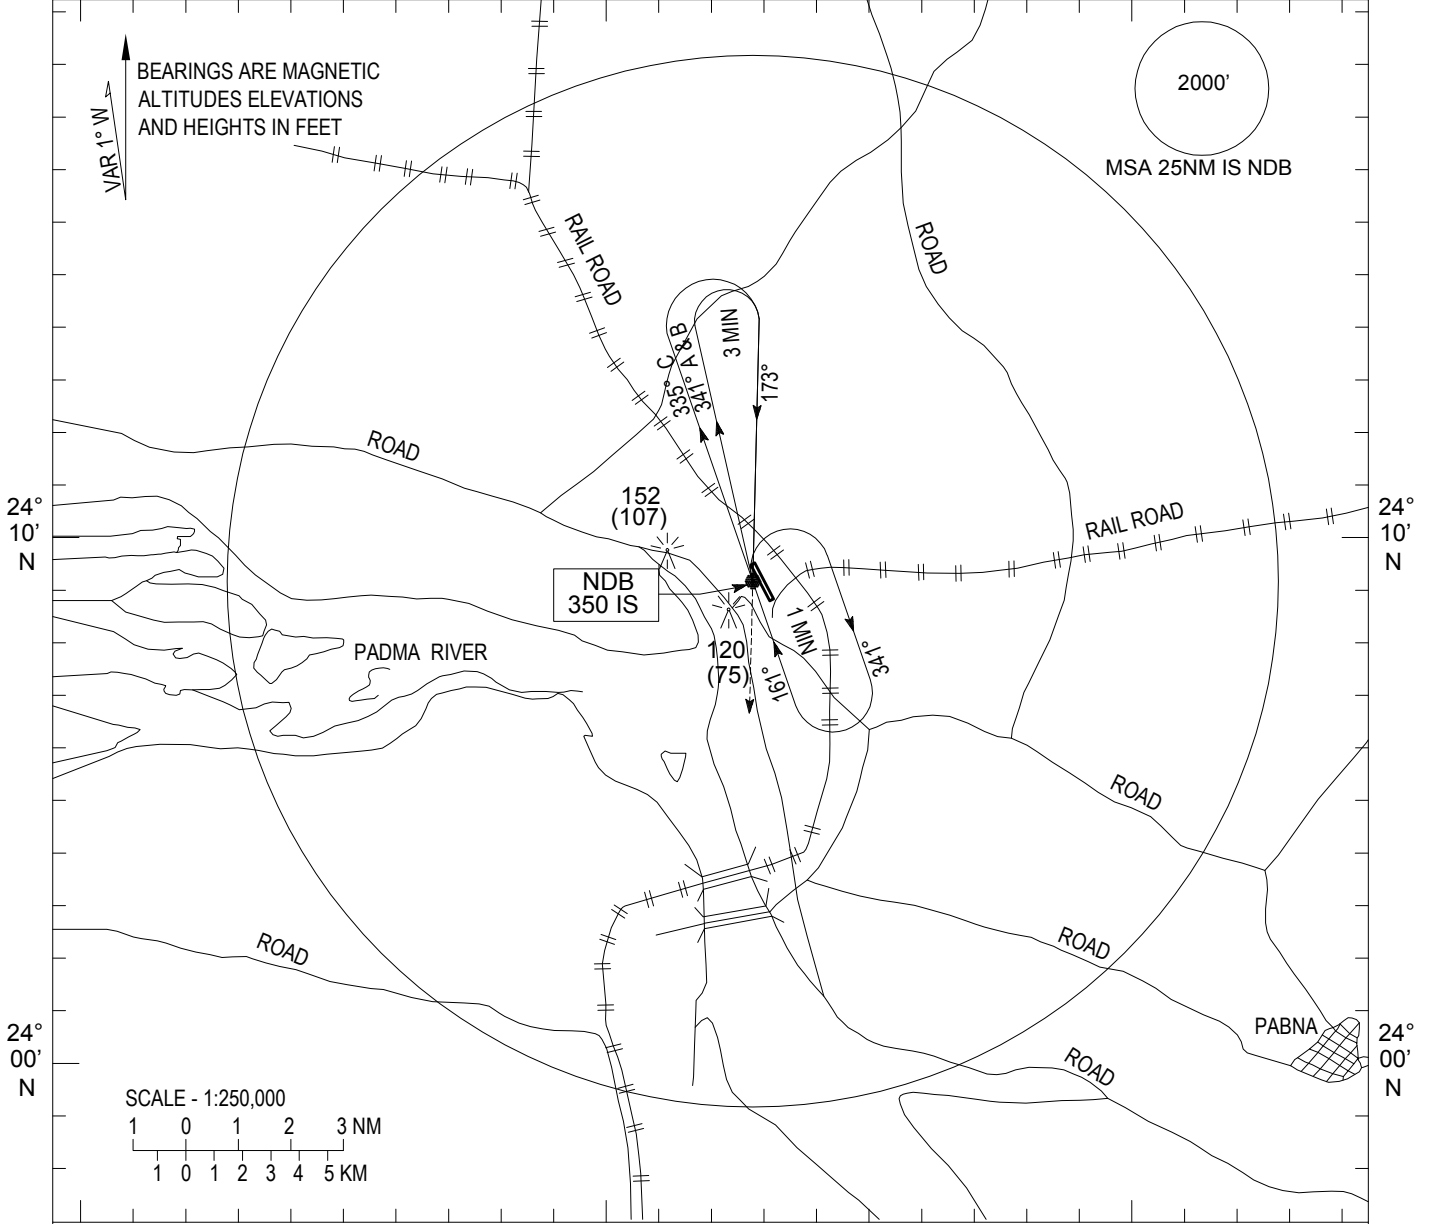 BEARINGS ARE MAGNETIC
ALTITUDES ELEVATIONS
AND HEIGHTS IN FEET
VAR 1° W
2000'
MSA 25NM IS NDB
RAIL ROAD
ROAD
3 MIN
335° C
341° A & B
173°
ROAD
152
(107)
24°
10'
N
24°
10'
N
RAIL ROAD
NDB
350 IS
1 MIN
120
(75)
161°
341°
PADMA RIVER
ROAD
ROAD
ROAD
PABNA
24°
00'
N
24°
00'
N
ROAD
SCALE - 1:250,000
1 0 1 2 3 NM
1 0 1 2 3 4 5 KM